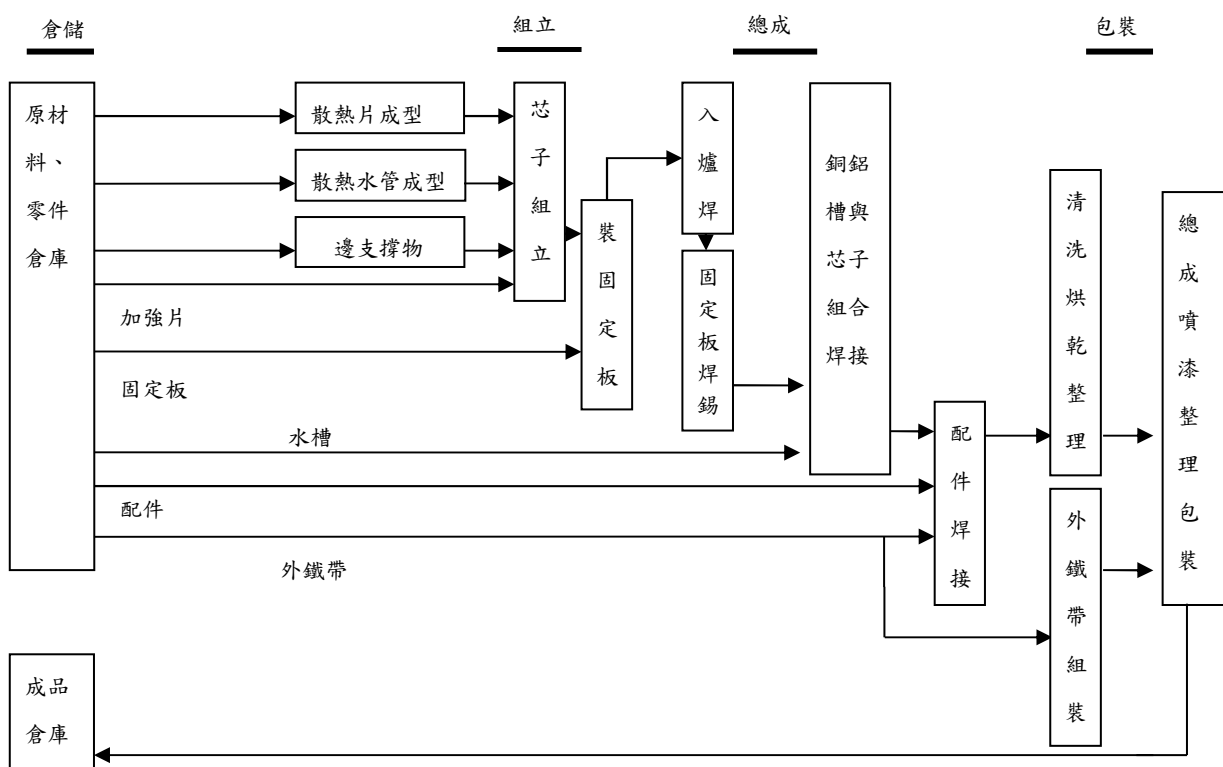 倉儲
組立
總成
包裝
原材
料、
零件
倉庫
散熱片成型
散熱水管成型
邊支撐物
芯子組立
裝固定板
入爐焊
固定板焊錫
銅鋁
槽與
芯子
組合
焊接
配件焊接
清洗烘乾整理
外鐵帶組裝
總成噴漆整理包裝
加強片
固定板
水槽
配件
外鐵帶
成品
倉庫